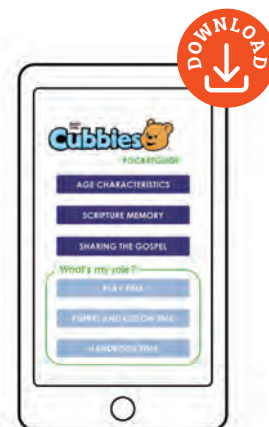 DOWNLOAD
Cubbies
POCKETGUIDE
AGE CHARACTERISTICS
SCRIPTURE MEMORY
SHARING THE GOSPEL
What's my role?
PLAY TIME
PUPPET AND LESSON TIME
HANDBOOK TIME